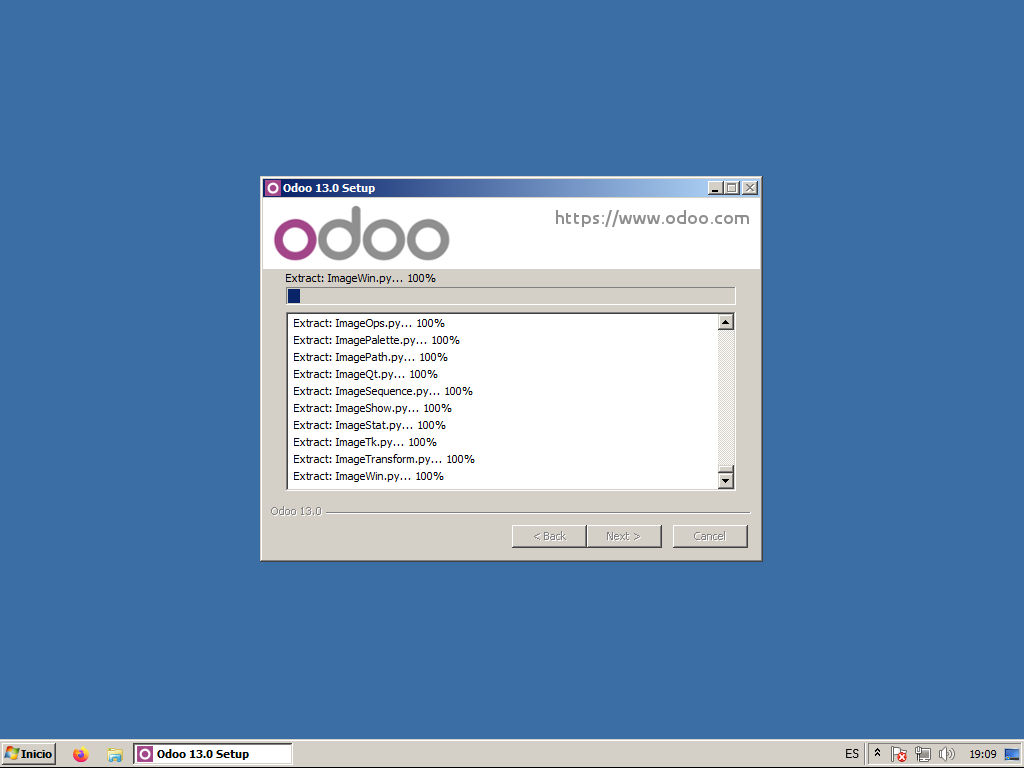 Odoo 13.0 Setup
odoo
https://www.odoo.com
Extract: ImageWin.py... 100%
Extract: ImageOps.py... 100%
Extract: ImagePalette.py... 100%
Extract: ImagePath.py... 100%
Extract: ImageQt.py... 100%
Extract: ImageSequence.py... 100%
Extract: ImageShow.py... 100%
Extract: ImageStat.py... 100%
Extract: ImageTk.py... 100%
Extract: ImageTransform.py... 100%
Extract: ImageWin.py... 100%
Odoo 13.0
< Back Next > Cancel
Inicio Odoo 13.0 Setup ES 19:09